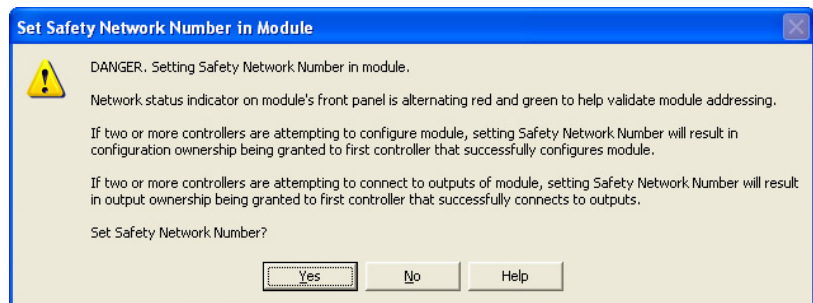 Set Safety Network Number in Module
DANGER. Setting Safety Network Number in module.
Network status indicator on module's front panel is alternating red and green to help validate module addressing.
If two or more controllers are attempting to configure module, setting Safety Network Number will result in
configuration ownership being granted to first controller that successfully configures module.
If two or more controllers are attempting to connect to outputs of module, setting Safety Network Number will result
in output ownership being granted to first controller that successfully connects to outputs.
Set Safety Network Number?
Yes No Help